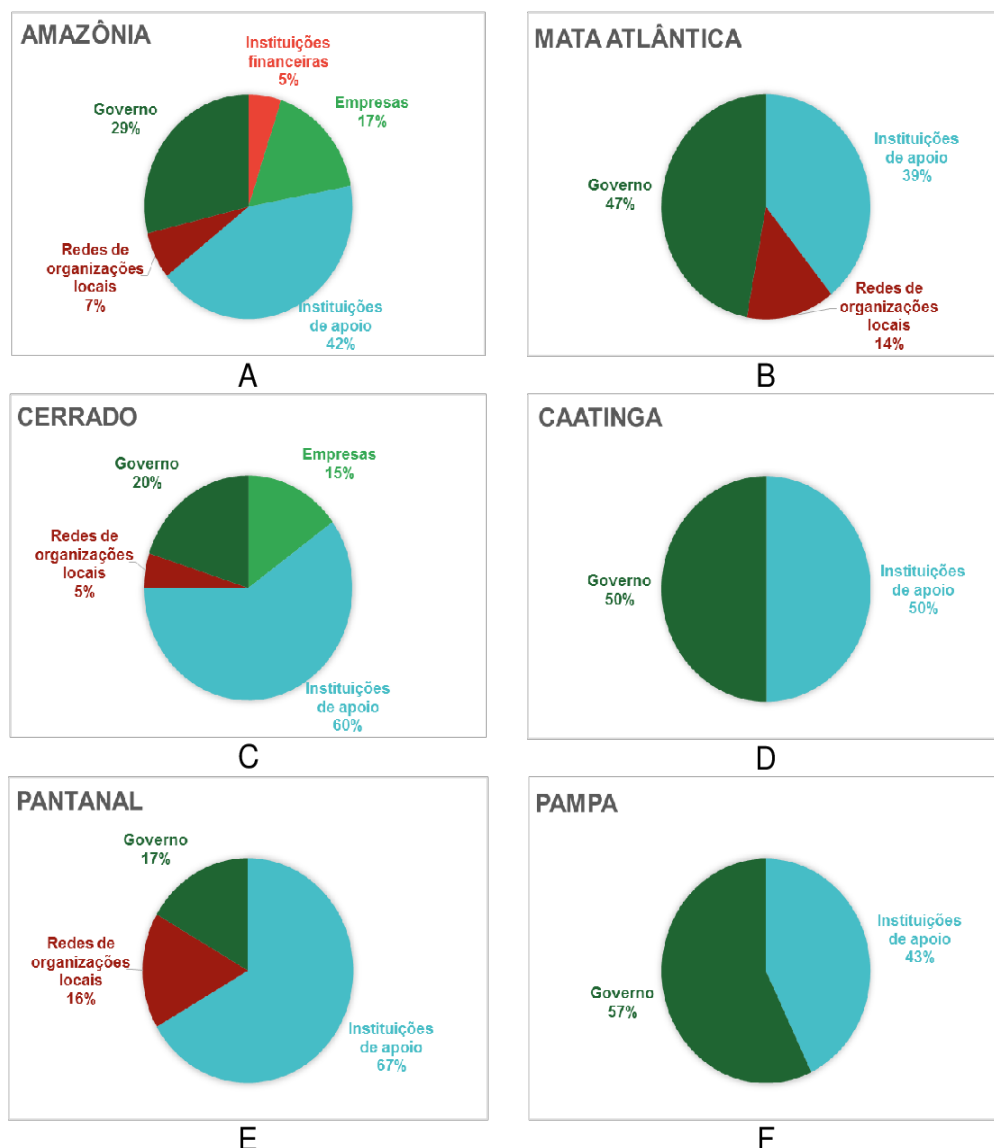 AMAZÔNIA
Instituições
financeiras
5%
Empresas
17%
Governo
29%
Redes de
organizações
locais
7%
Instituições
de apoio
42%
A
MATA ATLÂNTICA
Instituições
de apoio
39%
Governo
47%
Redes de
organizações
locais
14%
B
CERRADO
Empresas
15%
Governo
20%
Redes de
organizações
locais
5%
Instituições
de apoio
60%
C
CAATINGA
Governo
50%
Instituições
de apoio
50%
D
PANTANAL
Governo
17%
Redes de
organizações
locais
16%
Instituições
de apoio
67%
E
PAMPA
Instituições
de apoio
43%
Governo
57%
F